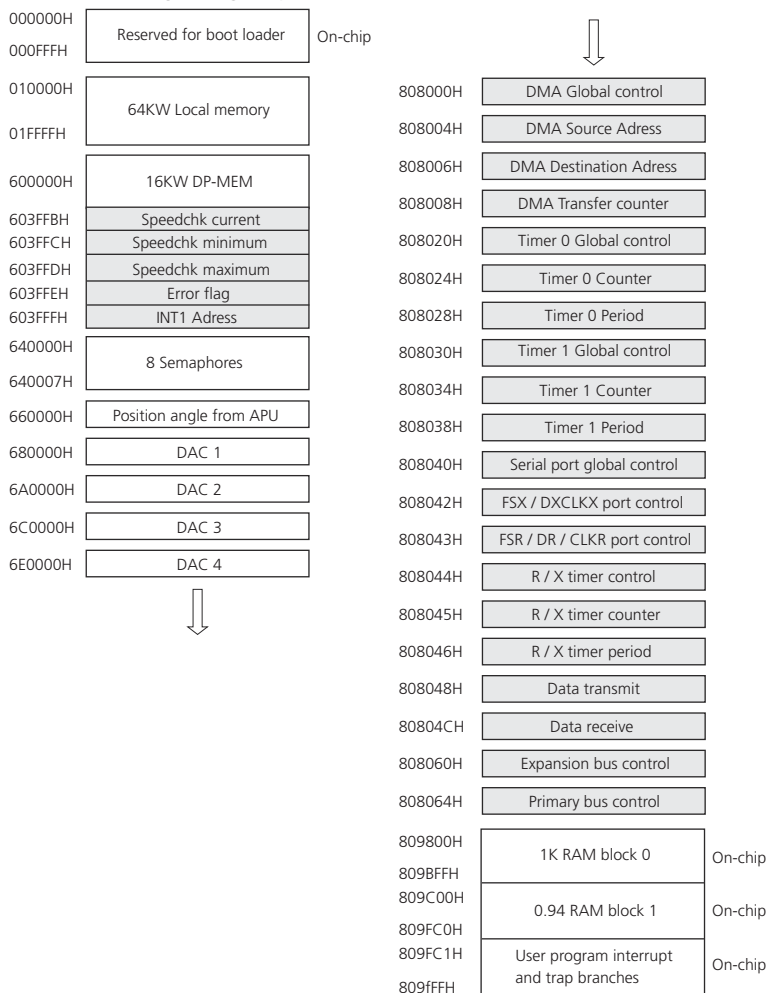 000000H
Reserved for boot loader
On-chip
000FFFH
010000H
64KW Local memory
01FFFFH
600000H
16KW DP-MEM
603FFBH
Speedchk current
603FFCH
Speedchk minimum
603FFDH
Speedchk maximum
603FFEH
Error flag
603FFFH
INT1 Adress
640000H
8 Semaphores
640007H
660000H
Position angle from APU
680000H
DAC 1
6A0000H
DAC 2
6C0000H
DAC 3
6E0000H
DAC 4
808000H
DMA Global control
808004H
DMA Source Adress
808006H
DMA Destination Adress
808008H
DMA Transfer counter
808020H
Timer 0 Global control
808024H
Timer 0 Counter
808028H
Timer 0 Period
808030H
Timer 1 Global control
808034H
Timer 1 Counter
808038H
Timer 1 Period
808040H
Serial port global control
808042H
FSX / DXCLKX port control
808043H
FSR / DR / CLKR port control
808044H
R / X timer control
808045H
R / X timer counter
808046H
R / X timer period
808048H
Data transmit
80804CH
Data receive
808060H
Expansion bus control
808064H
Primary bus control
809800H
1K RAM block 0
On-chip
809BFFH
809C00H
0.94 RAM block 1
On-chip
809FC0H
809FC1H
User program interrupt
and trap branches
On-chip
809fFFH